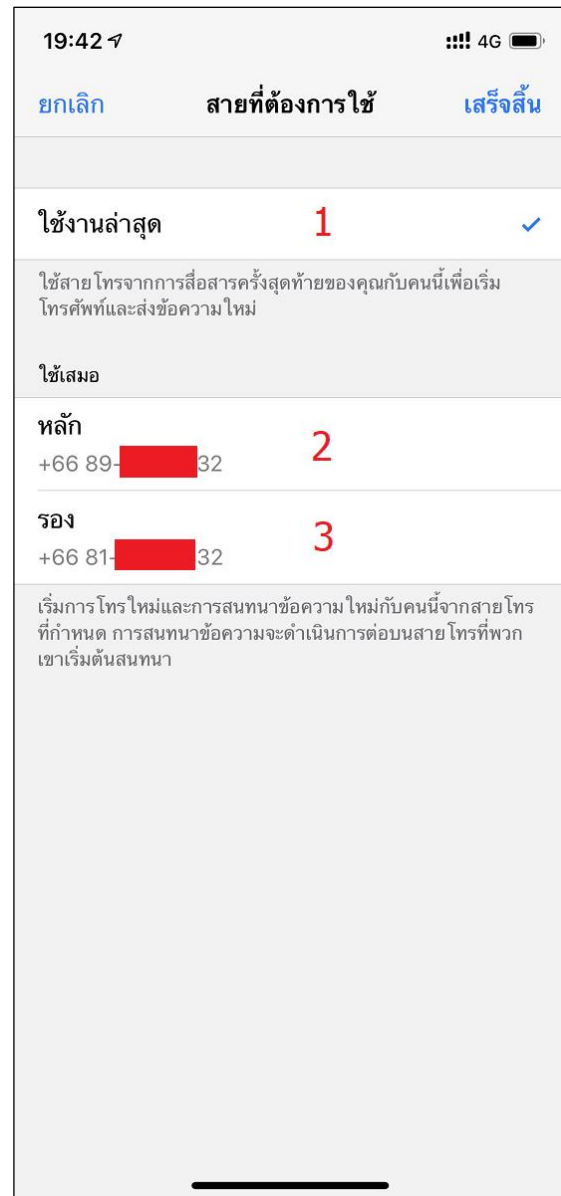 19:42
4G
ยกเลิก สายที่ต้องการใช้ เสร็จสิ้น
ใช้งานล่าสุด 1
ใช้สายโทรจากการสื่อสารครั้งสุดท้ายของคุณกับคนนี้เพื่อเริ่ม
โทรศัพท์และส่งข้อความใหม่
ใช้เสมอ
หลัก
+66 89- 32 2
รอง
+66 81- 32 3
เริ่มการโทรใหม่และการสนทนาข้อความใหม่กับคนนี้จากสายโทร
ที่กำหนด การสนทนาข้อความจะดำเนินการต่อบนสายโทรที่พวก
เขาเริ่มต้นสนทนา